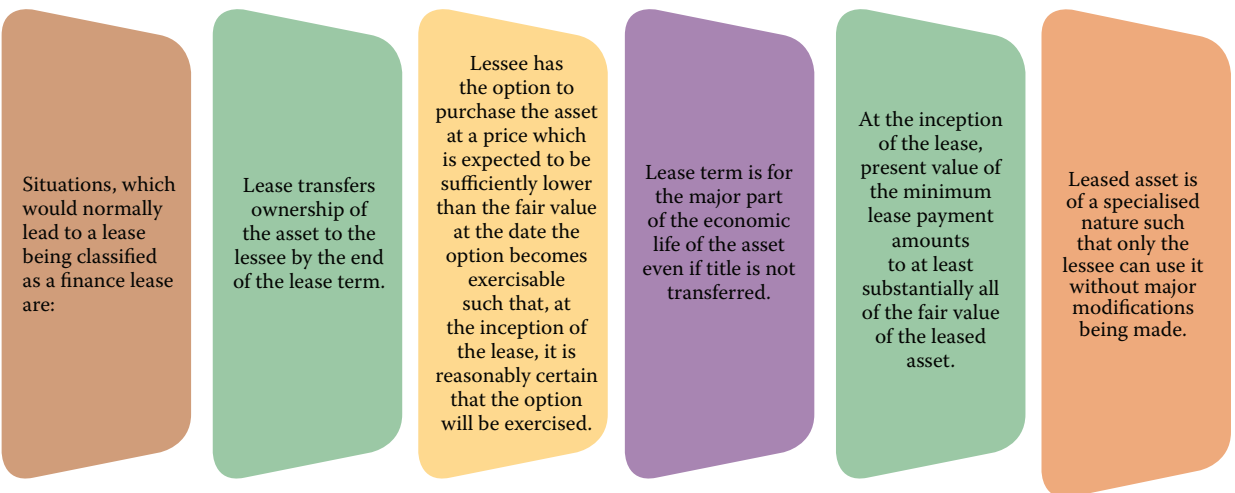 Situations, which
would normally
lead to a lease
being classified
as a finance lease
are:
Lease transfers
ownership of
the asset to the
lessee by the end
of the lease term.
Lessee has
the option to
purchase the asset
at a price which
is expected to be
sufficiently lower
than the fair value
at the date the
option becomes
exercisable
such that, at
the inception of
the lease, it is
reasonably certain
that the option
will be exercised.
Lease term is for
the major part
of the economic
life of the asset
even if title is not
transferred.
At the inception
of the lease,
present value of
the minimum
lease payment
amounts
to at least
substantially all
of the fair value
of the leased
asset.
Leased asset is
of a specialised
nature such
that only the
lessee can use it
without major
modifications
being made.